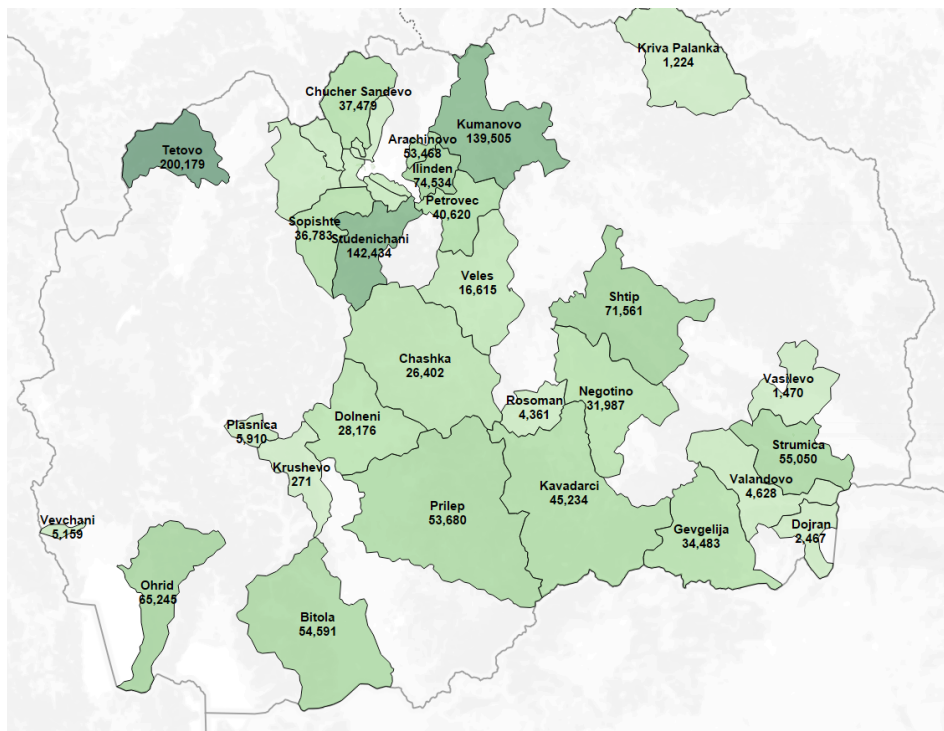 Kriva Palanka
1,224
Chucher Sandevo
37,479
Kumanovo
139,505
Arachinovo
53,468
Tetovo
200,179
Ilinden
74,534
Petrovec
40,620
Sopishte
36,783
Studenichani
142,434
Veles
16,615
Shtip
71,561
Chashka
26,402
Vasilevo
1,470
Rosoman
4,361
Negotino
31,987
Dolneni
28,176
Plasnica
5,910
Strumica
55,050
Krushevo
271
Valandovo
4,628
Kavadarci
45,234
Prilep
53,680
Vevchani
5,159
Gevgelija
34,483
Dojran
2,467
Ohrid
65,245
Bitola
54,591